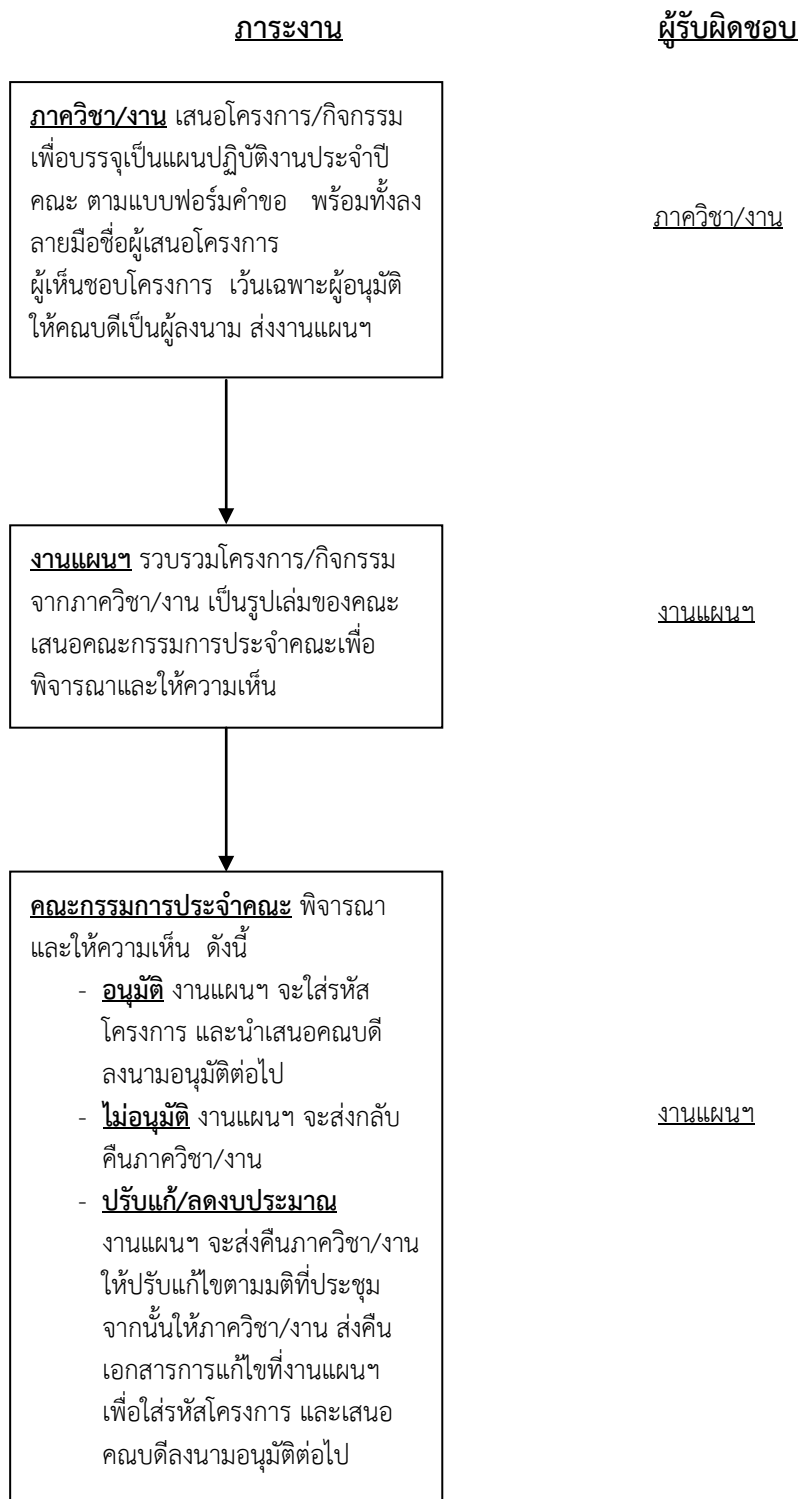 ภาระงาน ผู้รับผิดชอบ
ภาควิชา/งาน เสนอโครงการ/กิจกรรม
เพื่อบรรจุเป็นแผนปฏิบัติงานประจำปี
คณะ ตามแบบฟอร์มคำขอ พร้อมทั้งลง
ลายมือชื่อผู้เสนอโครงการ
ผู้เห็นชอบโครงการ เว้นเฉพาะผู้อนุมัติ
ให้คณบดีเป็นผู้ลงนาม ส่งงานแผนฯ
ภาควิชา/งาน
งานแผนฯ รวบรวมโครงการ/กิจกรรม
จากภาควิชา/งาน เป็นรูปเล่มของคณะ
เสนอคณะกรรมการประจำคณะเพื่อ
พิจารณาและให้ความเห็น
งานแผนฯ
คณะกรรมการประจำคณะ พิจารณา
และให้ความเห็น ดังนี้
- อนุมัติ งานแผนฯ จะใส่รหัส
โครงการ และนำเสนอคณบดี
ลงนามอนุมัติต่อไป
- ไม่อนุมัติ งานแผนฯ จะส่งกลับ
คืนภาควิชา/งาน
- ปรับแก้/ลดงบประมาณ
งานแผนฯ จะส่งคืนภาควิชา/งาน
ให้ปรับแก้ไขตามมติที่ประชุม
จากนั้นให้ภาควิชา/งาน ส่งคืน
เอกสารการแก้ไขที่งานแผนฯ
เพื่อใส่รหัสโครงการ และเสนอ
คณบดีลงนามอนุมัติต่อไป
งานแผนฯ